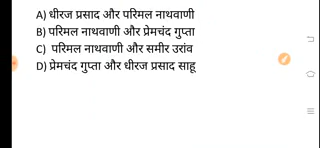 A) धीरज प्रसाद और परिमल नाथवाणी
B) परिमल नाथवाणी और प्रेमचंद गुप्ता
C) परिमल नाथवाणी और समीर उरांव
D) प्रेमचंद गुप्ता और धीरज प्रसाद साहू